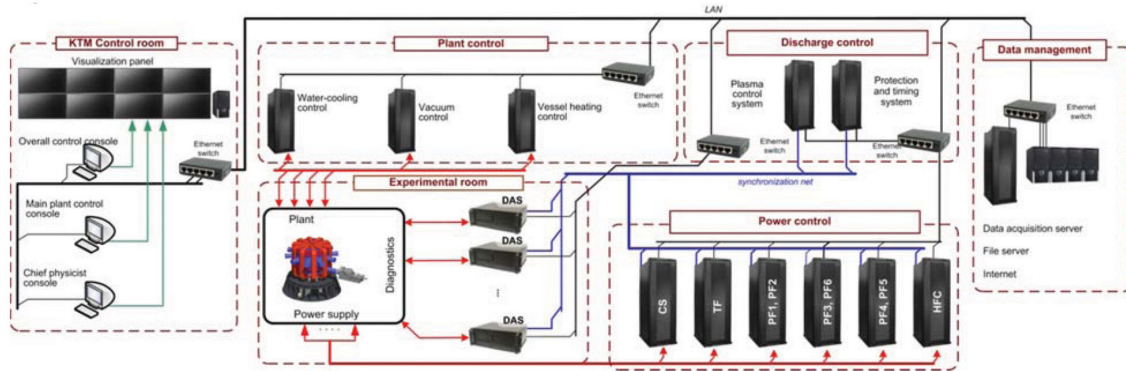 LAN
KTM Control room
Visualization panel
Overall control console
Ethernet
switch
Main plant control
console
Chief physicist
console
Plant control
Water-cooling
control
Vacuum
control
Vessel heating
control
Ethernet
switch
Discharge control
Plasma
control
system
Protection
and timing
system
Ethernet
switch
Ethernet
switch
synchronization net
Data management
Ethernet
switch
Data acquisition server
File server
Internet
Experimental room
Plant
Diagnostics
Power supply
DAS
DAS
DAS
Power control
CS
TF
PF1, PF2
PF3, PF6
PF4, PF5
HFC